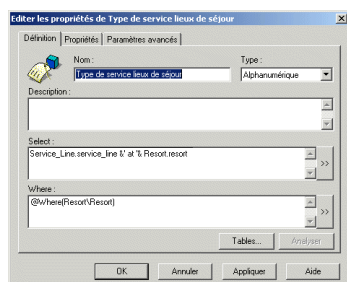 Editer les propriétés de Type de service lieux de séjour
Définition Propriétés Paramètres avancés
Nom : Type :
Type de service lieux de séjour Alphanumérique
Description :
Select :
Service_Line.service_line &' at '& Resort.resort
>>
Where :
@Where(Resort\Resort)
>>
Tables... Analyser
OK Annuler Appliquer Aide